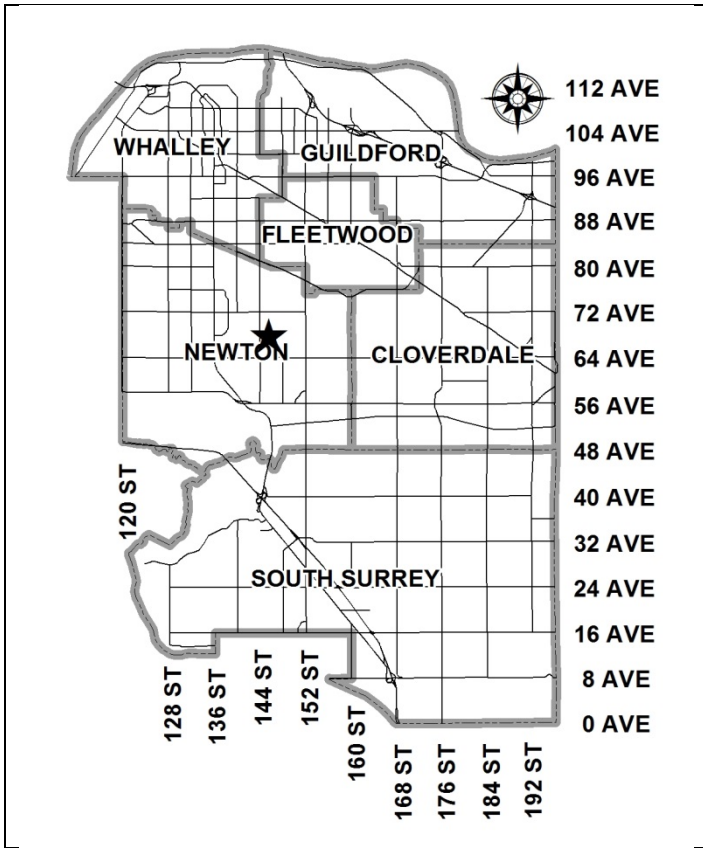 112 AVE
104 AVE
WHALLEY
GUILDFORD
96 AVE
88 AVE
FLEETWOOD
80 AVE
72 AVE
NEWTON
CLOVERDALE
64 AVE
56 AVE
48 AVE
120 ST
40 AVE
32 AVE
SOUTH SURREY
24 AVE
16 AVE
128 ST
136 ST
144 ST
152 ST
160 ST
8 AVE
0 AVE
168 ST
176 ST
184 ST
192 ST